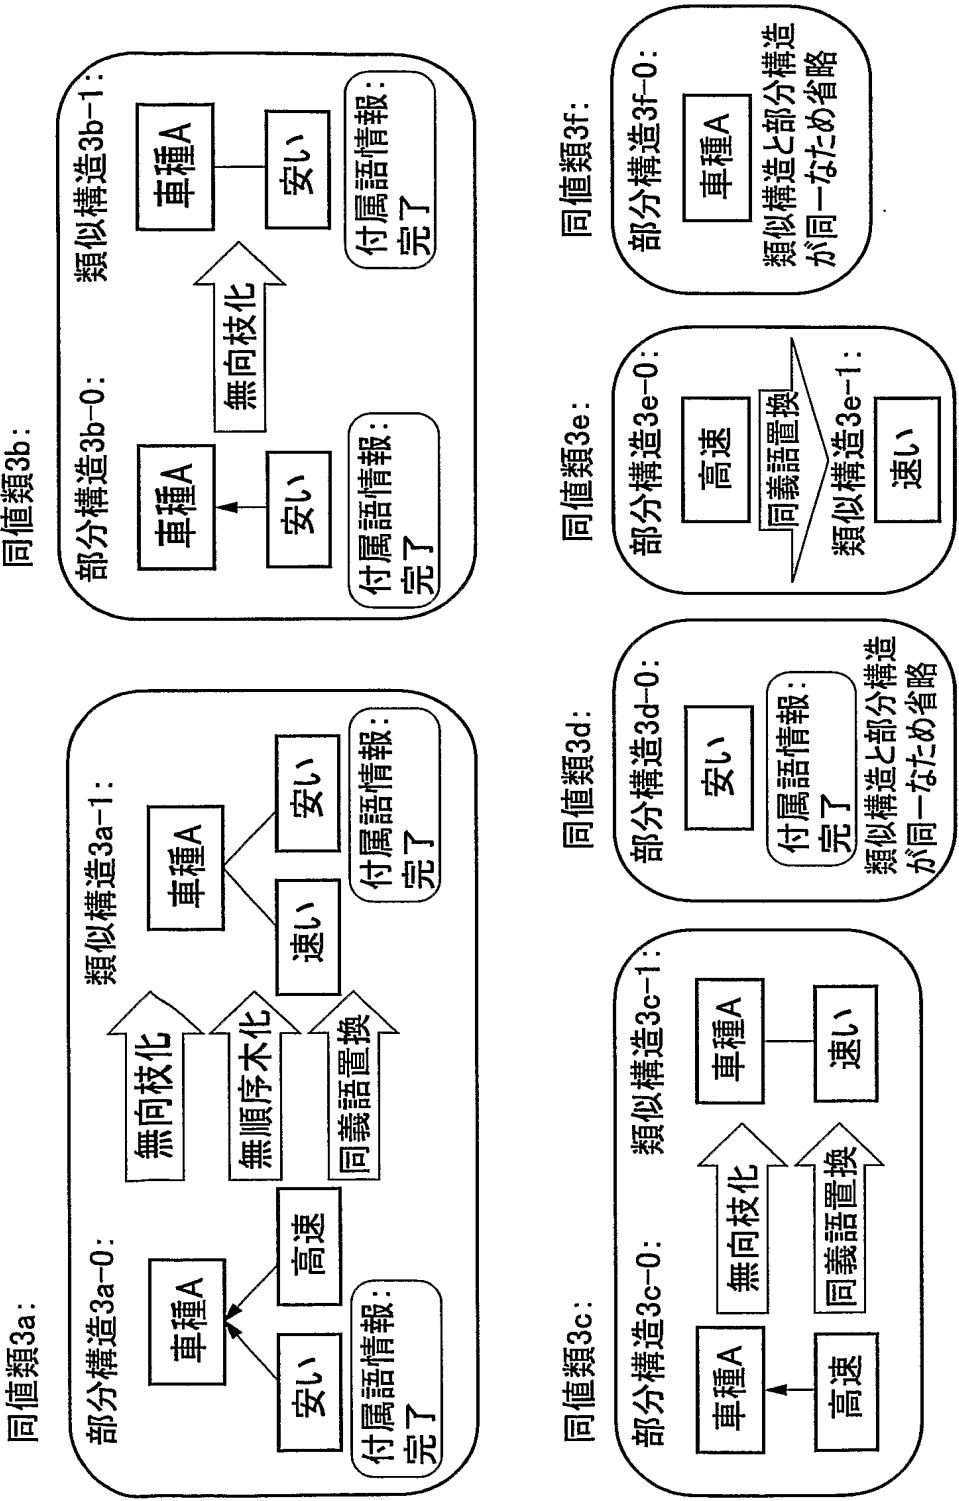 同値類3a:
部分構造3a-0:
車種A
安い
高速
付属語情報:
完了
無向枝化
無順序木化
同義語置換
類似構造3a-1:
車種A
速い
安い
付属語情報:
完了
同値類3b:
部分構造3b-0:
車種A
安い
付属語情報:
完了
無向枝化
類似構造3b-1:
車種A
安い
付属語情報:
完了
同値類3c:
部分構造3c-0:
車種A
高速
無向枝化
同義語置換
類似構造3c-1:
車種A
速い
同値類3d:
部分構造3d-0:
安い
付属語情報:
完了
類似構造と部分構造
が同一なため省略
同値類3e:
部分構造3e-0:
高速
同義語置換
類似構造3e-1:
速い
同値類3f:
部分構造3f-0:
車種A
類似構造と部分構造
が同一なため省略